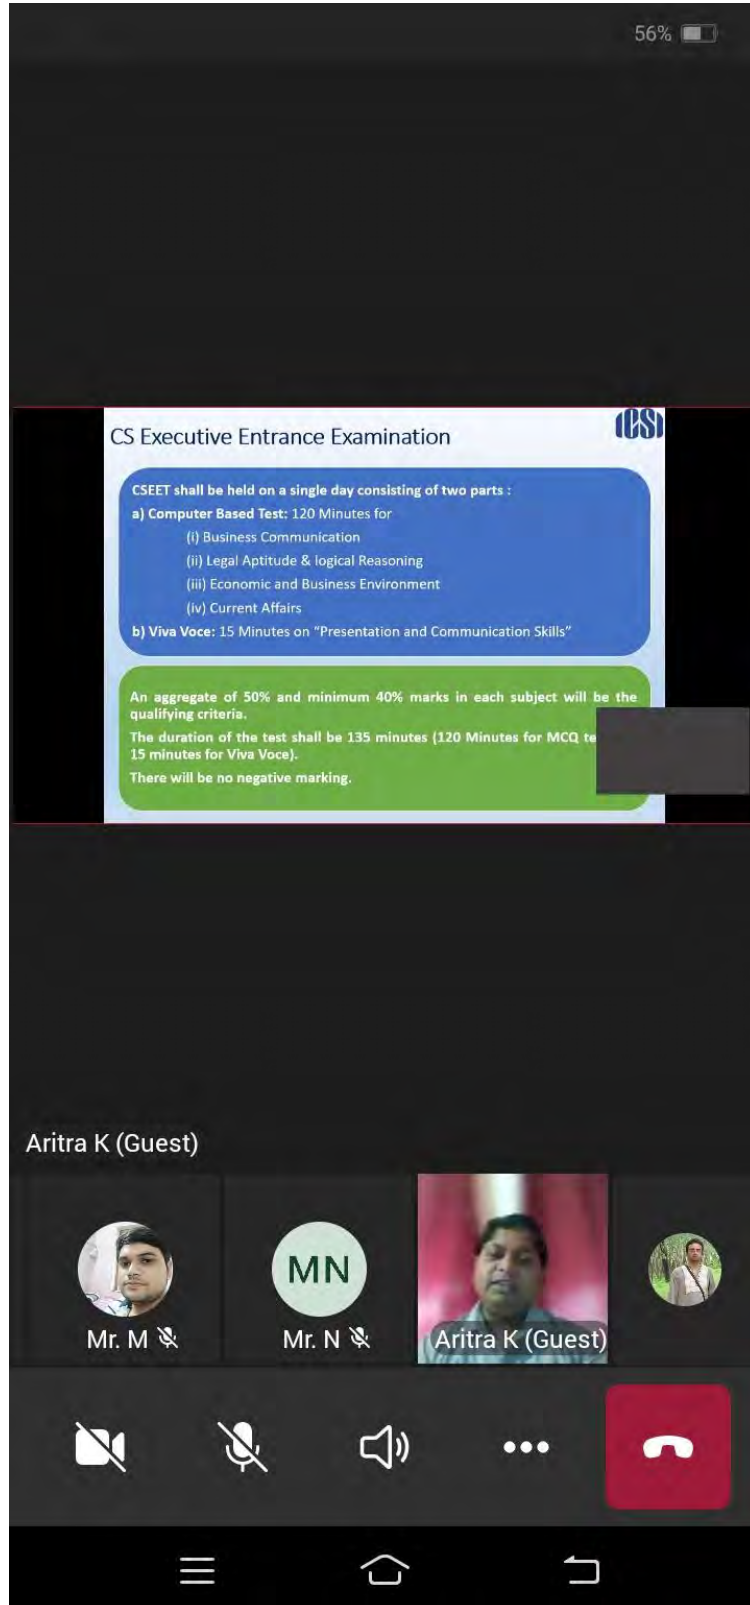 56%
CS Executive Entrance Examination
ICSI
CSEET shall be held on a single day consisting of two parts :
a) Computer Based Test: 120 Minutes for
(i) Business Communication
(ii) Legal Aptitude & logical Reasoning
(iii) Economic and Business Environment
(iv) Current Affairs
b) Viva Voce: 15 Minutes on “Presentation and Communication Skills”
An aggregate of 50% and minimum 40% marks in each subject will be the
qualifying criteria.
The duration of the test shall be 135 minutes (120 Minutes for MCQ
15 minutes for Viva Voce).
There will be no negative marking.
Aritra K (Guest)
MN
Mr. M
Mr. N
Aritra K (Guest)